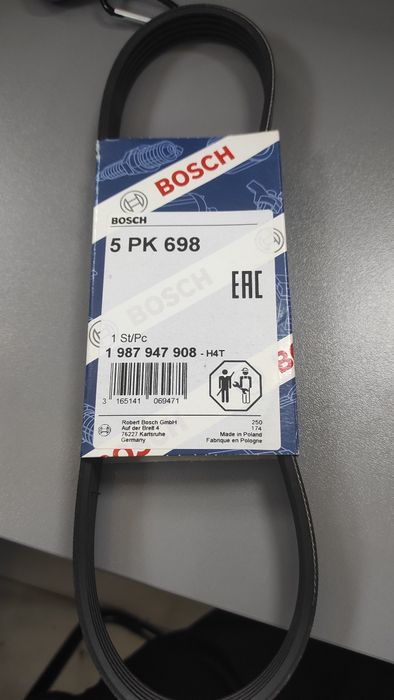 BOSCH
BOSCH
5 PK 698
EAC
1 St/Pc
1 987 947 908 - H4T
3 165141 069471
Robert Bosch GmbH
Auf der Breit 4
76227 Karlsruhe
Germany
250
174
Made in Poland
Fabriqué en Pologne